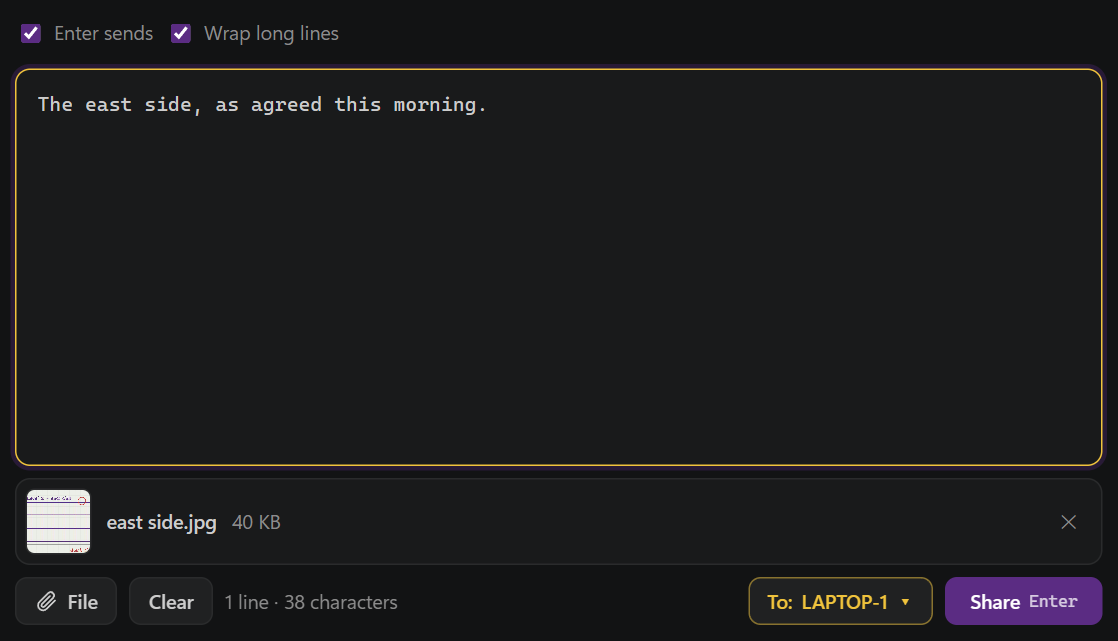 Enter sends Wrap long lines
The east side, as agreed this morning.
east side.jpg 40 KB
File Clear 1 line · 38 characters To: LAPTOP-1 Share Enter